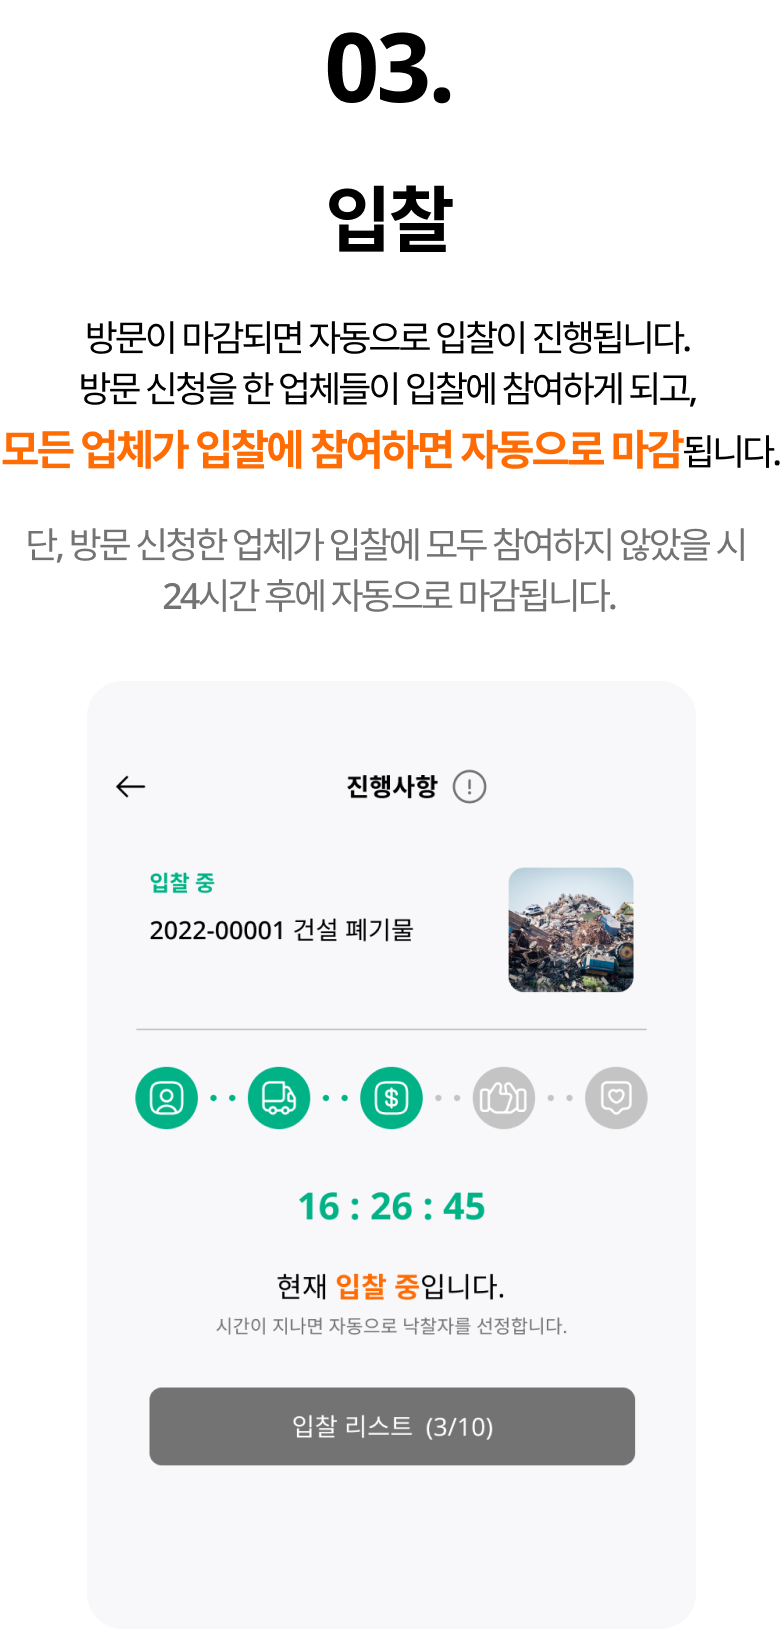 03.
입찰
방문이 마감되면 자동으로 입찰이 진행됩니다.
방문 신청을 한 업체들이 입찰에 참여하게 되고,
모든 업체가 입찰에 참여하면 자동으로 마감됩니다.
단, 방문 신청한 업체가 입찰에 모두 참여하지 않았을 시
24시간 후에 자동으로 마감됩니다.
진행사항
입찰 중
2022-00001 건설 폐기물
16 : 26 : 45
현재 입찰 중입니다.
시간이 지나면 자동으로 낙찰자를 선정합니다.
입찰 리스트 (3/10)